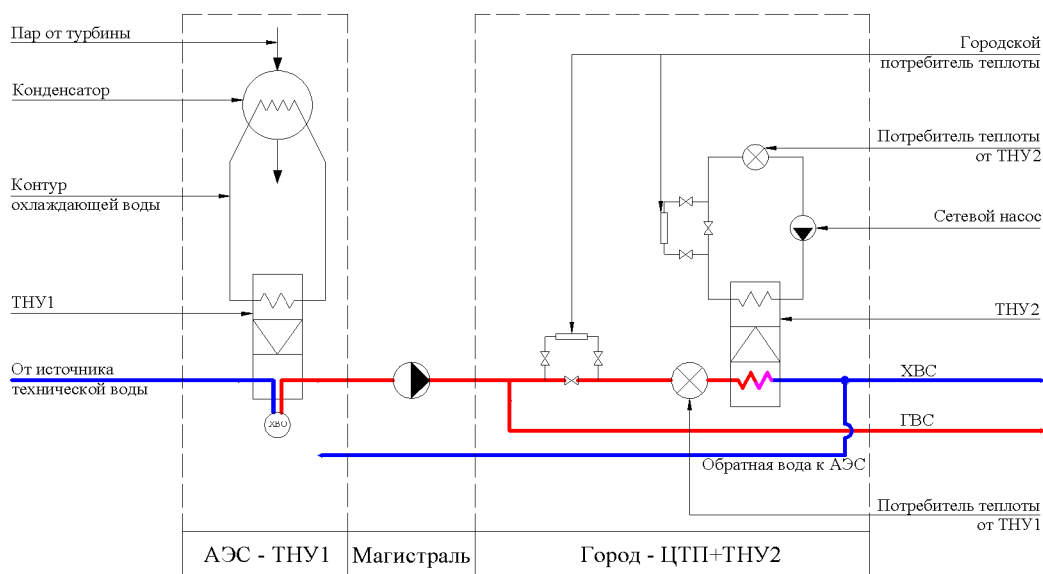 Пар от турбины
Конденсатор
Контур
охлаждающей воды
ТНУ1
От источника
технической воды
ХВО
Городской
потребитель теплоты
Потребитель теплоты
от ТНУ2
Сетевой насос
ТНУ2
ХВС
ГВС
Обратная вода к АЭС
Потребитель теплоты
от ТНУ1
АЭС - ТНУ1
Магистраль
Город - ЦТП+ТНУ2